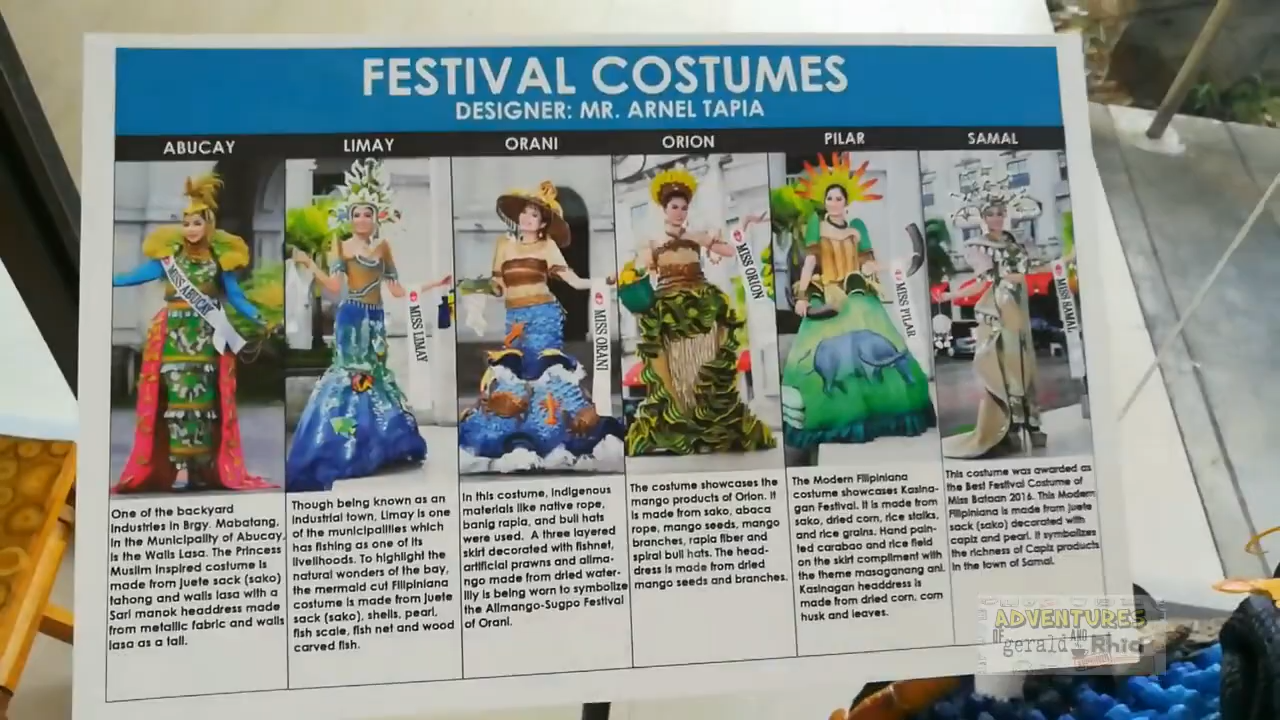 FESTIVAL COSTUMES
DESIGNER: MR. ARNEL TAPIA
ABUCAY
LIMAY
ORANI
ORION
PILAR
SAMAL
MISS ABUCAY
MISS LIMAY
MISS ORANI
MISS ORION
MISS PILAR
MISS SAMAL
One of the backyard
industries in Brgy. Mabatang,
in the Municipality of Abucay,
is the Walis Lasa. The Princess
Muslim inspired costume is
made from juete sack (sako)
tahong and walis lasa with a
Sari manok headdress made
from metallic fabric and walis
lasa as a tail.
Though being known as an
industrial town, Limay is one
of the municipalities which
has fishing as one of its
livelihoods. To highlight the
natural wonders of the bay,
the mermaid cut Filipiniana
costume is made from juete
sack (sako), shells, pearl,
fish scale, fish net and wood
carved fish.
In this costume, indigenous
materials like native rope,
banig rapia, and buli hats
were used. A three layered
skirt decorated with fishnet,
artificial prawns and alima-
ngo made from dried water-
lily is being worn to symbolize
the Alimango-Sugpo Festival
of Orani.
The costume showcases the
mango products of Orion. It
is made from sako, abaca
rope, mango seeds, mango
branches, rapia fiber and
spiral buli hats. The head-
dress is made from dried
mango seeds and branches.
The Modern Filipiniana
costume showcases Kasina-
gan Festival. It is made from
sako, dried corn, rice stalks,
and rice grains. Hand pain-
ted carabao and rice field
on the skirt compliment with
the theme masaganang ani.
Kasinagan headdress is
made from dried corn, corn
husk and leaves.
This costume was awarded as
the Best Festival Costume of
Miss Bataan 2016. This Modern
Filipiniana is made from juete
sack (sako) decorated with
capiz and pearl. It symbolizes
the richness of Capiz products
in the town of Samal.
ADVENTURES
OF gerald AND Rhia